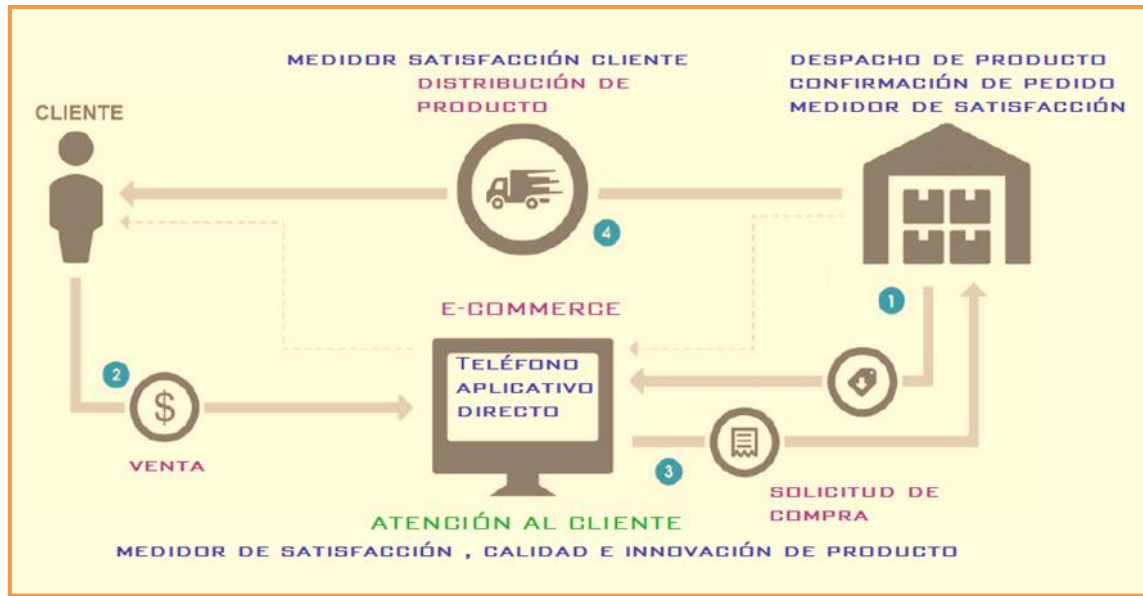 MEDIDOR SATISFACCIÓN CLIENTE
DISTRIBUCIÓN DE
PRODUCTO
DESPACHO DE PRODUCTO
CONFIRMACIÓN DE PEDIDO
MEDIDOR DE SATISFACCIÓN
CLIENTE
4
1
E-COMMERCE
TELÉFONO
APLICATIVO
DIRECTO
2
$
VENTA
3
SOLICITUD DE
COMPRA
ATENCIÓN AL CLIENTE
MEDIDOR DE SATISFACCIÓN , CALIDAD E INNOVACIÓN DE PRODUCTO